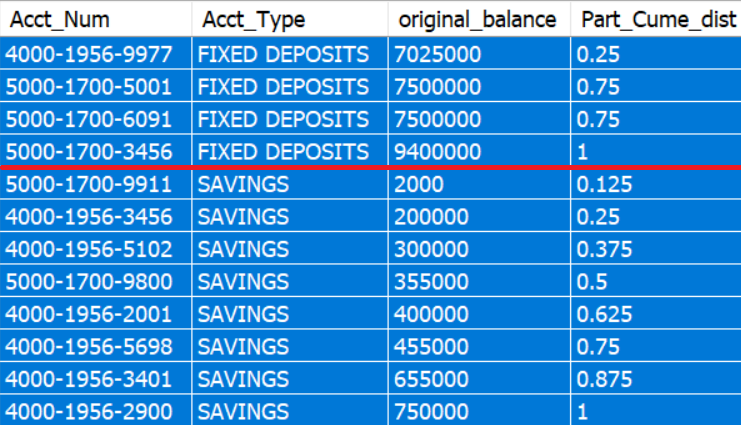 Acct_Num Acct_Type original_balance Part_Cume_dist
4000-1956-9977 FIXED DEPOSITS 7025000 0.25
5000-1700-5001 FIXED DEPOSITS 7500000 0.75
5000-1700-6091 FIXED DEPOSITS 7500000 0.75
5000-1700-3456 FIXED DEPOSITS 9400000 1
5000-1700-9911 SAVINGS 2000 0.125
4000-1956-3456 SAVINGS 200000 0.25
4000-1956-5102 SAVINGS 300000 0.375
5000-1700-9800 SAVINGS 355000 0.5
4000-1956-2001 SAVINGS 400000 0.625
4000-1956-5698 SAVINGS 455000 0.75
4000-1956-3401 SAVINGS 655000 0.875
4000-1956-2900 SAVINGS 750000 1